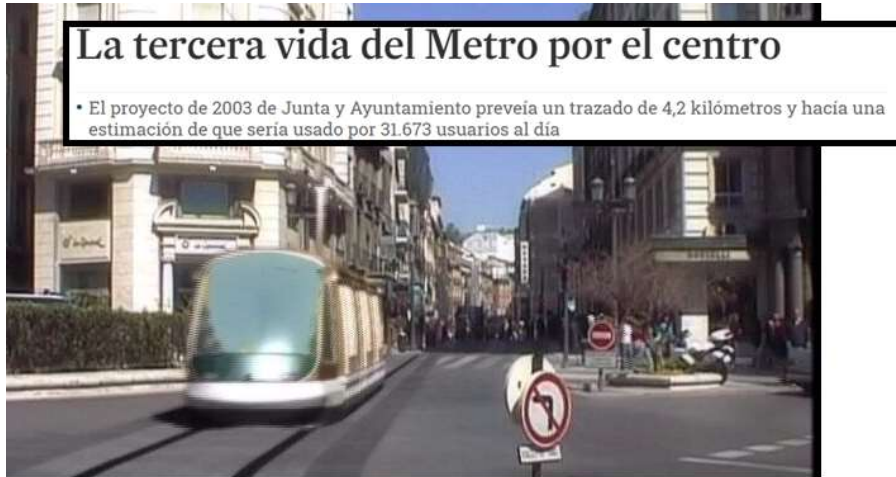 La tercera vida del Metro por el centro
• El proyecto de 2003 de Junta y Ayuntamiento preveía un trazado de 4,2 kilómetros y hacía una
estimación de que sería usado por 31.673 usuarios al día